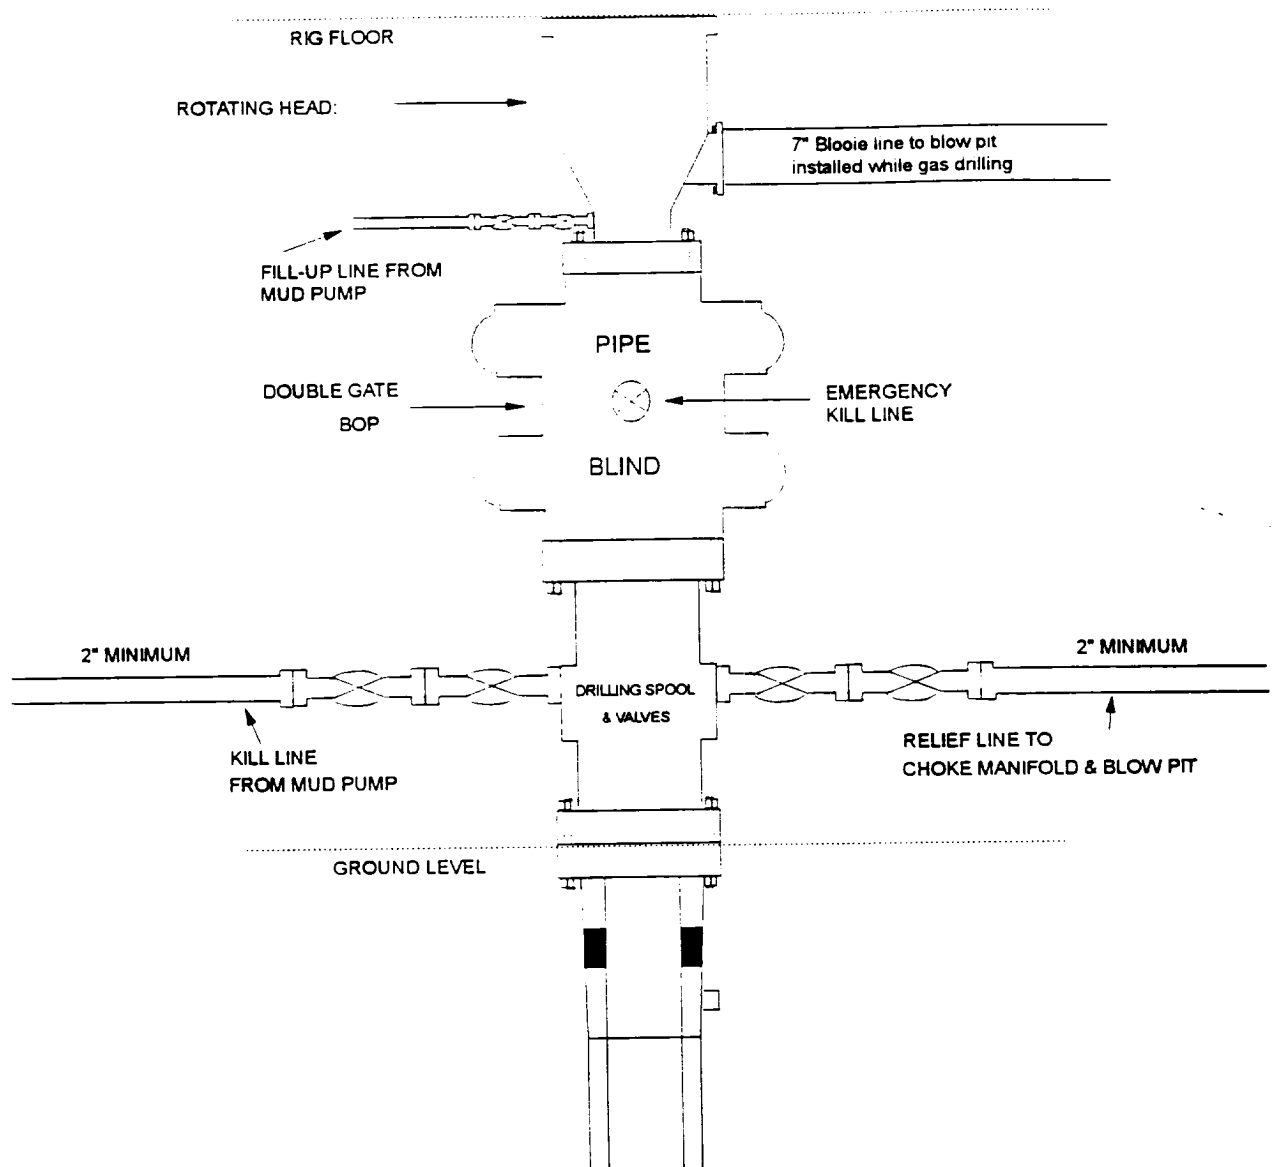 RIG FLOOR
ROTATING HEAD:
7" Blooie line to blow pit
installed while gas drilling
FILL-UP LINE FROM
MUD PUMP
PIPE
DOUBLE GATE
BOP
EMERGENCY
KILL LINE
BLIND
2" MINIMUM
2" MINIMUM
DRILLING SPOOL
& VALVES
KILL LINE
FROM MUD PUMP
RELIEF LINE TO
CHOKE MANIFOLD & BLOW PIT
GROUND LEVEL